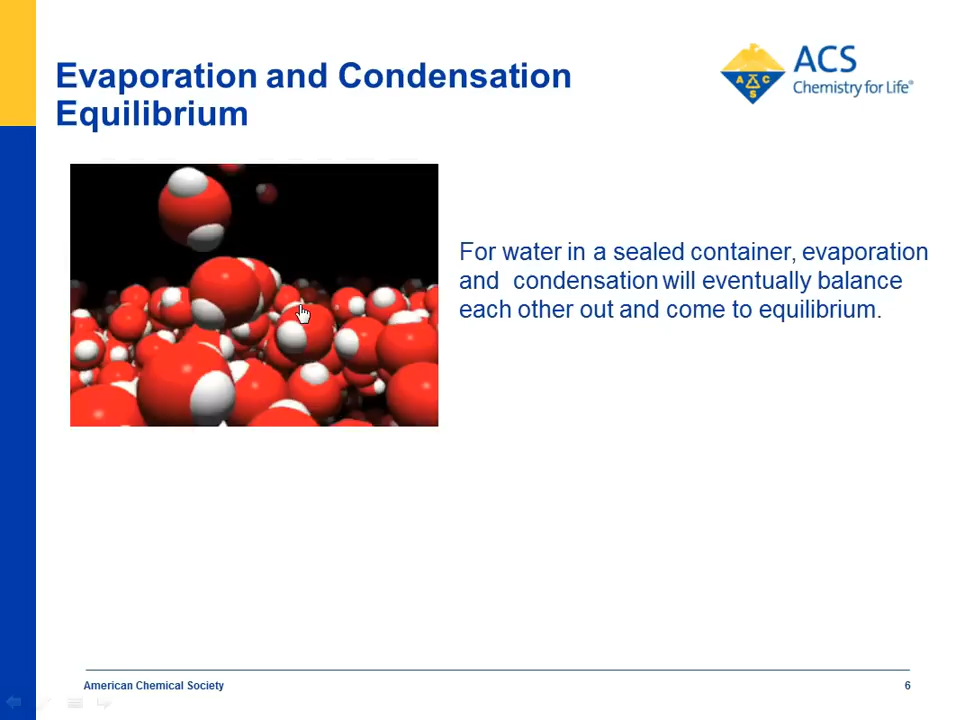 Evaporation and Condensation
Equilibrium
ACS
Chemistry for Life®
A C S
For water in a sealed container, evaporation
and condensation will eventually balance
each other out and come to equilibrium.
American Chemical Society
6